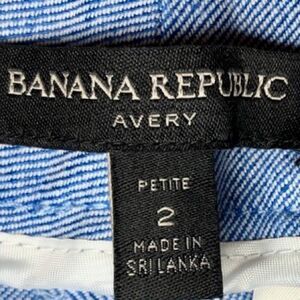 BANANA REPUBLIC
AVERY
PETITE
2
MADE IN
SRI LANKA